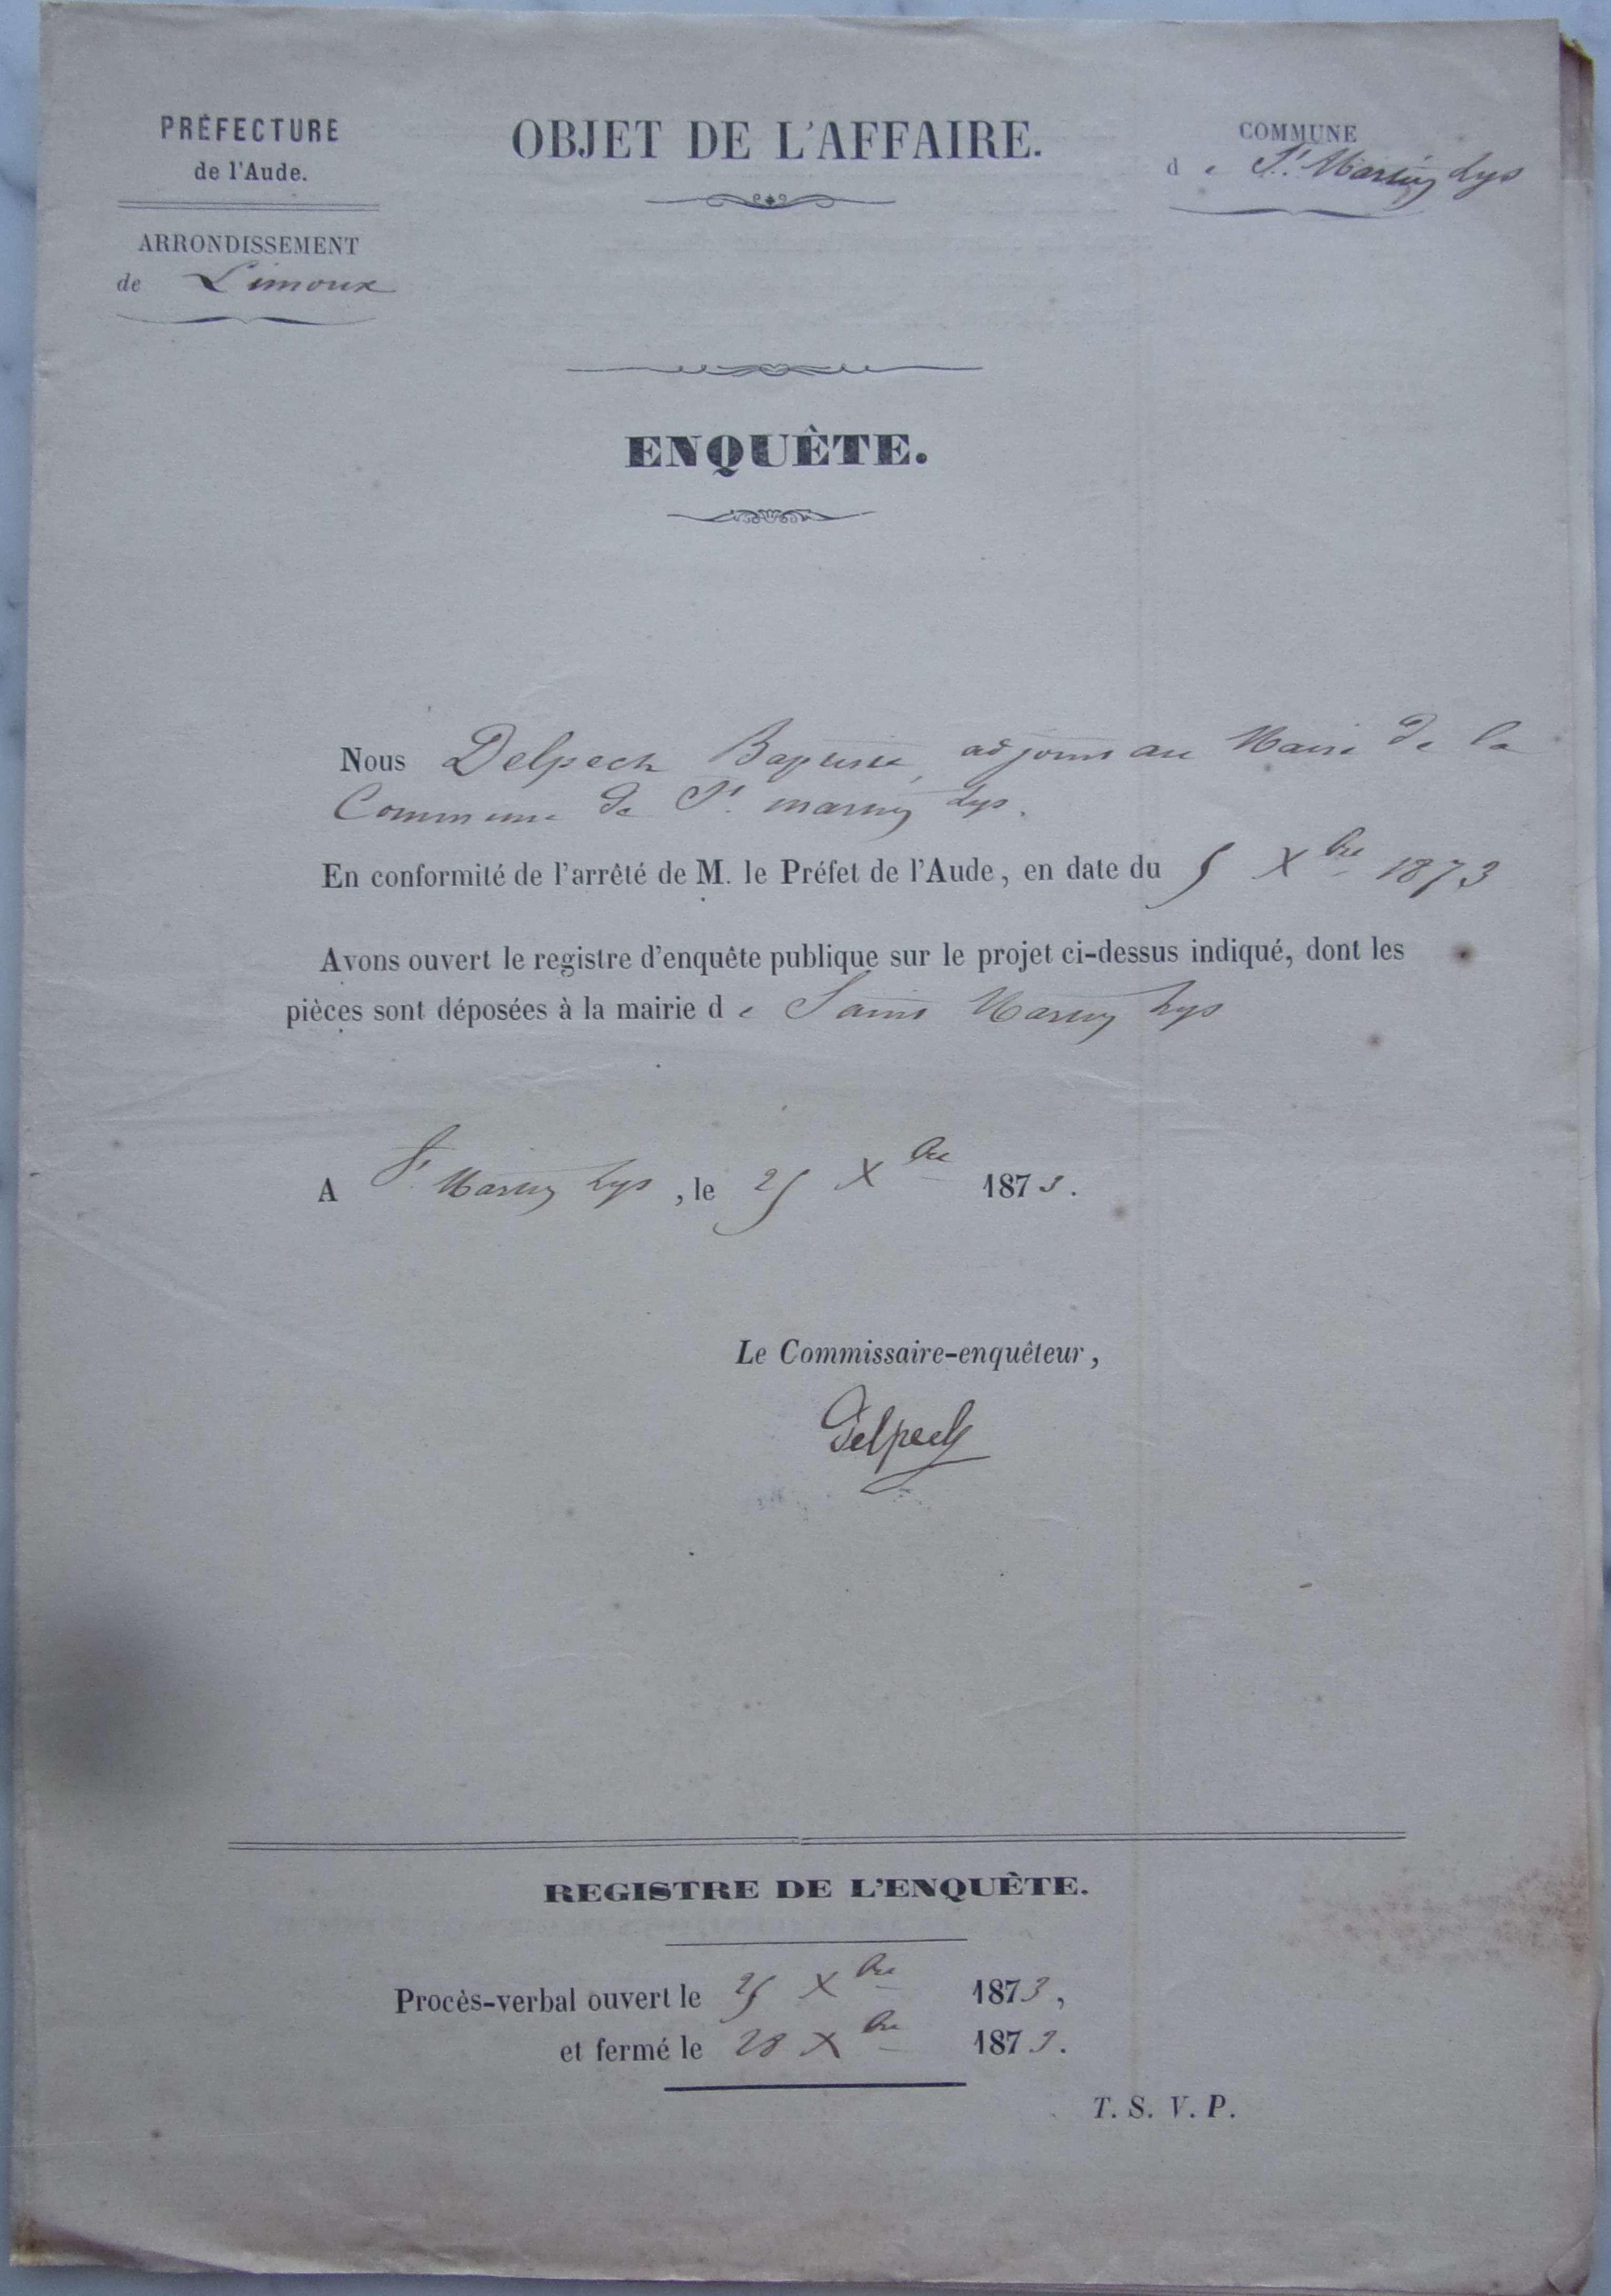 PRÉFECTURE
de l'Aude.
ARRONDISSEMENT
de Limoux
OBJET DE L'AFFAIRE.
COMMUNE
de St. Martin Lys
ENQUÊTE.
Nous Delpech Baptiste, adjoint au Maire de la
Commune de St. Martin Lys.
En conformité de l'arrêté de M. le Préfet de l'Aude, en date du 5 Xbre 1873
Avons ouvert le registre d'enquête publique sur le projet ci-dessus indiqué, dont les
pièces sont déposées à la mairie de Saint Martin Lys
A St. Martin Lys, le 25 Xbre 1873.
Le Commissaire-enquêteur,
Delpech
REGISTRE DE L'ENQUÊTE.
Procès-verbal ouvert le 25 Xbre 1873,
et fermé le 28 Xbre 1873.
T. S. V. P.